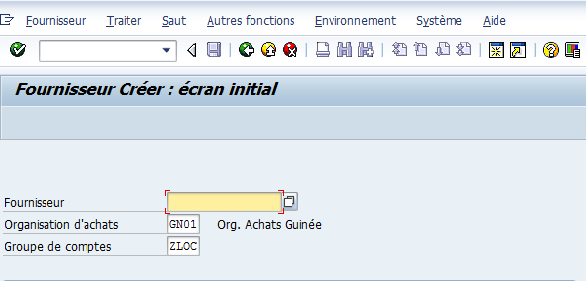 Fournisseur Traiter Saut Autres fonctions Environnement Système Aide
Fournisseur Créer : écran initial
Fournisseur
Organisation d'achats GN01 Org. Achats Guinée
Groupe de comptes ZLOC